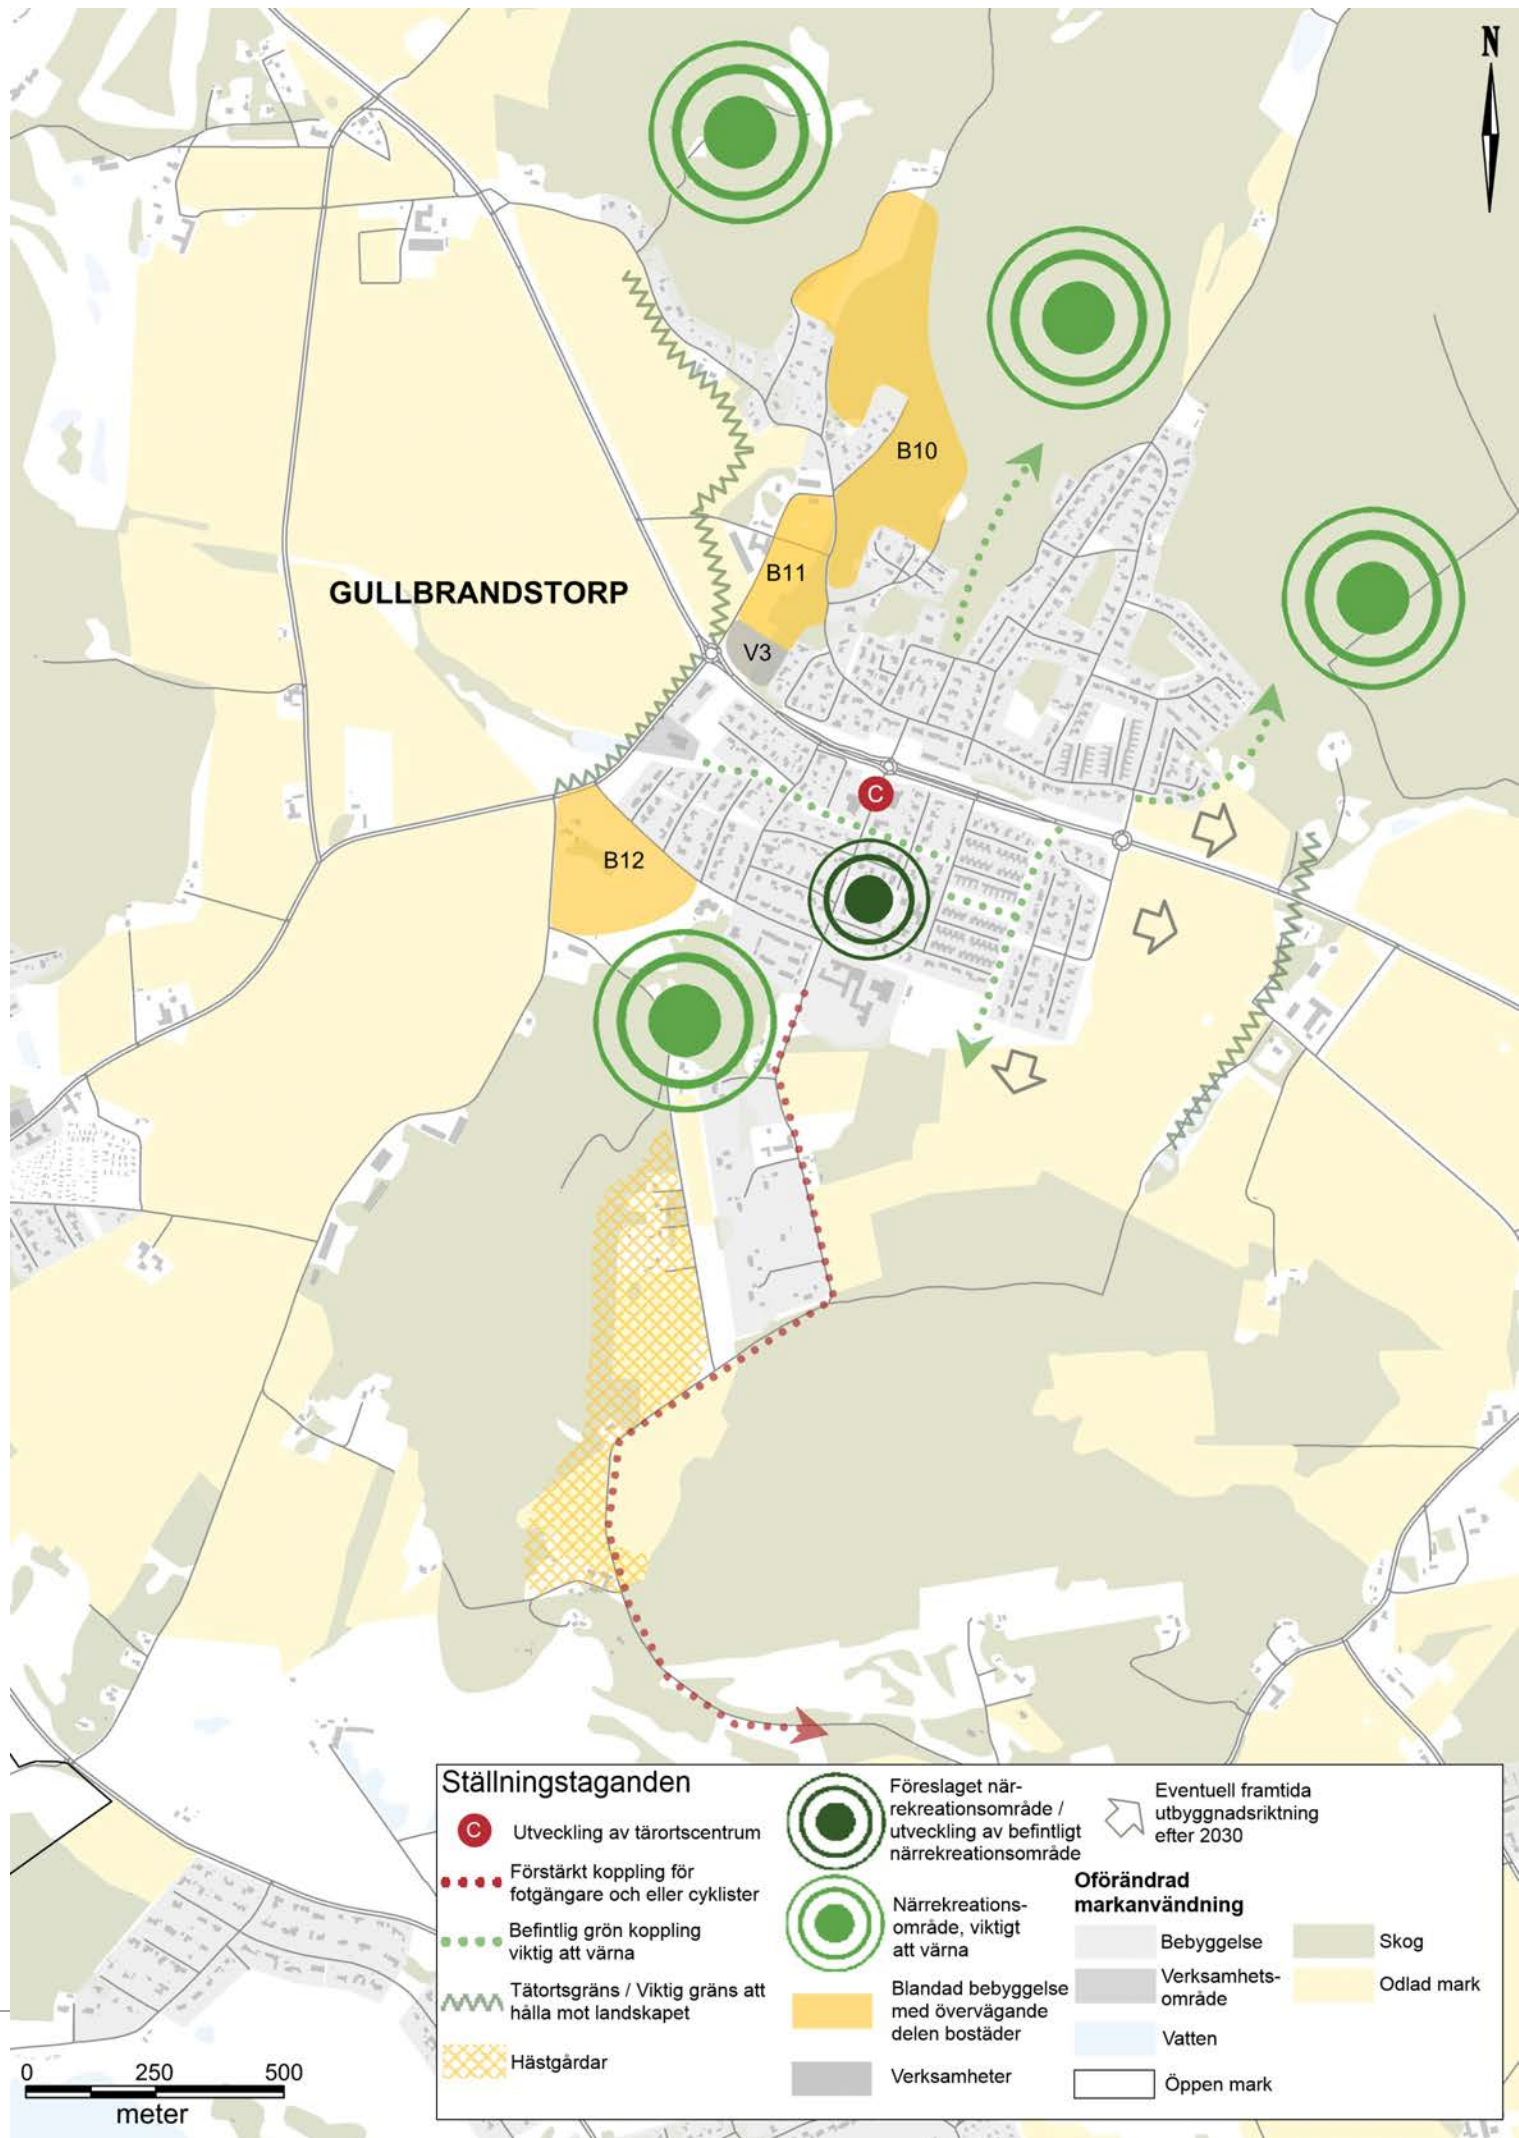 N
B10
B11
GULLBRANDSTORP
V3
C
B12
Ställningstaganden
C
Utveckling av tärortscentrum
Förstärkt koppling för
fotgängare och eller cyklister
Befintlig grön koppling
viktig att värna
Tätortsgräns / Viktig gräns att
hålla mot landskapet
Hästgårdar
Föreslaget när-
rekreationsområde /
utveckling av befintligt
närrekreationsområde
Närrekreations-
område, viktigt
att värna
Blandad bebyggelse
med övervägande
delen bostäder
Verksamheter
Eventuell framtida
utbyggnadsriktning
efter 2030
Oförändrad
markanvändning
Bebyggelse
Verksamhets-
område
Vatten
Öppen mark
Skog
Odlad mark
0 250 500
meter